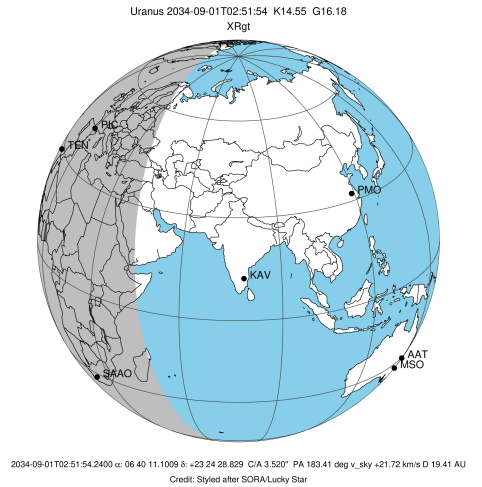 Uranus 2034-09-01T02:51:54 K14.55 G16.18
XRgt
PIC
TEN
PMO
KAV
AAT
MSO
SAAO
2034-09-01T02:51:54.2400 α: 06 40 11.1009 δ: +23 24 28.829 C/A 3.520" PA 183.41 deg v_sky +21.72 km/s D 19.41 AU
Credit: Styled after SORA/Lucky Star